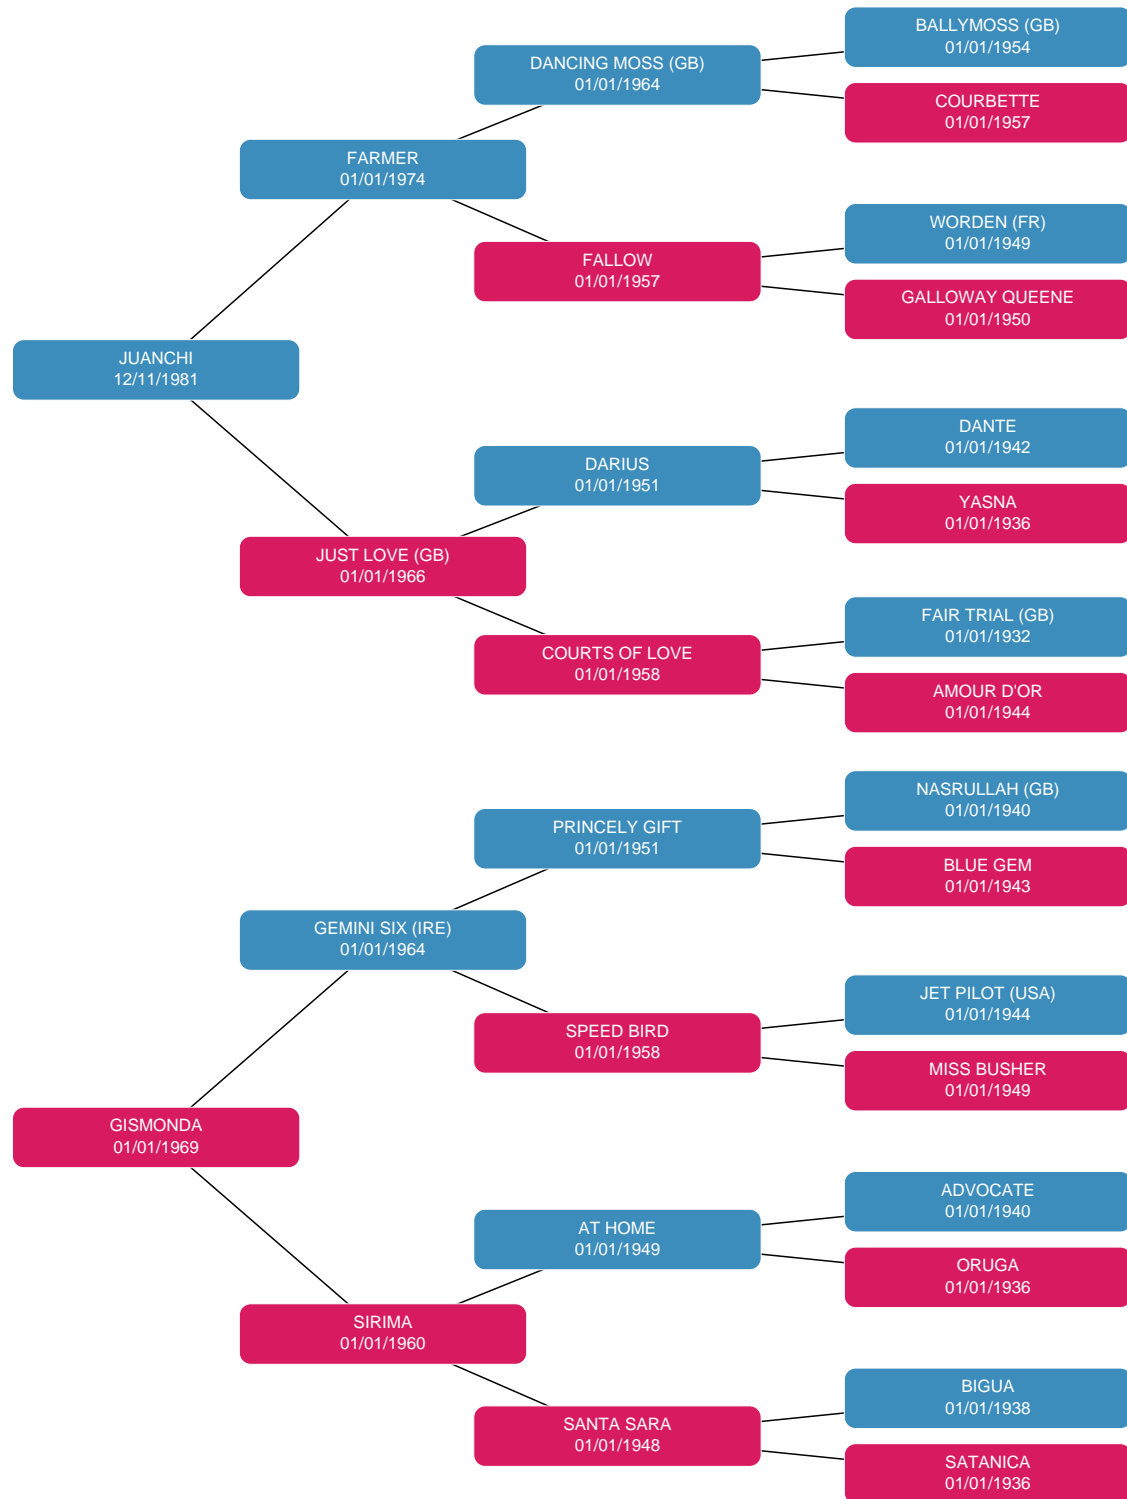 BALLYMOSS (GB)
01/01/1954
DANCING MOSS (GB)
01/01/1964
COURBETTE
01/01/1957
FARMER
01/01/1974
WORDEN (FR)
01/01/1949
FALLOW
01/01/1957
GALLOWAY QUEENE
01/01/1950
JUANCHI
12/11/1981
DANTE
01/01/1942
DARIUS
01/01/1951
YASNA
01/01/1936
JUST LOVE (GB)
01/01/1966
FAIR TRIAL (GB)
01/01/1932
COURTS OF LOVE
01/01/1958
AMOUR D'OR
01/01/1944
NASRULLAH (GB)
01/01/1940
PRINCELY GIFT
01/01/1951
BLUE GEM
01/01/1943
GEMINI SIX (IRE)
01/01/1964
JET PILOT (USA)
01/01/1944
SPEED BIRD
01/01/1958
MISS BUSHER
01/01/1949
GISMONDA
01/01/1969
ADVOCATE
01/01/1940
AT HOME
01/01/1949
ORUGA
01/01/1936
SIRIMA
01/01/1960
BIGUA
01/01/1938
SANTA SARA
01/01/1948
SATANICA
01/01/1936